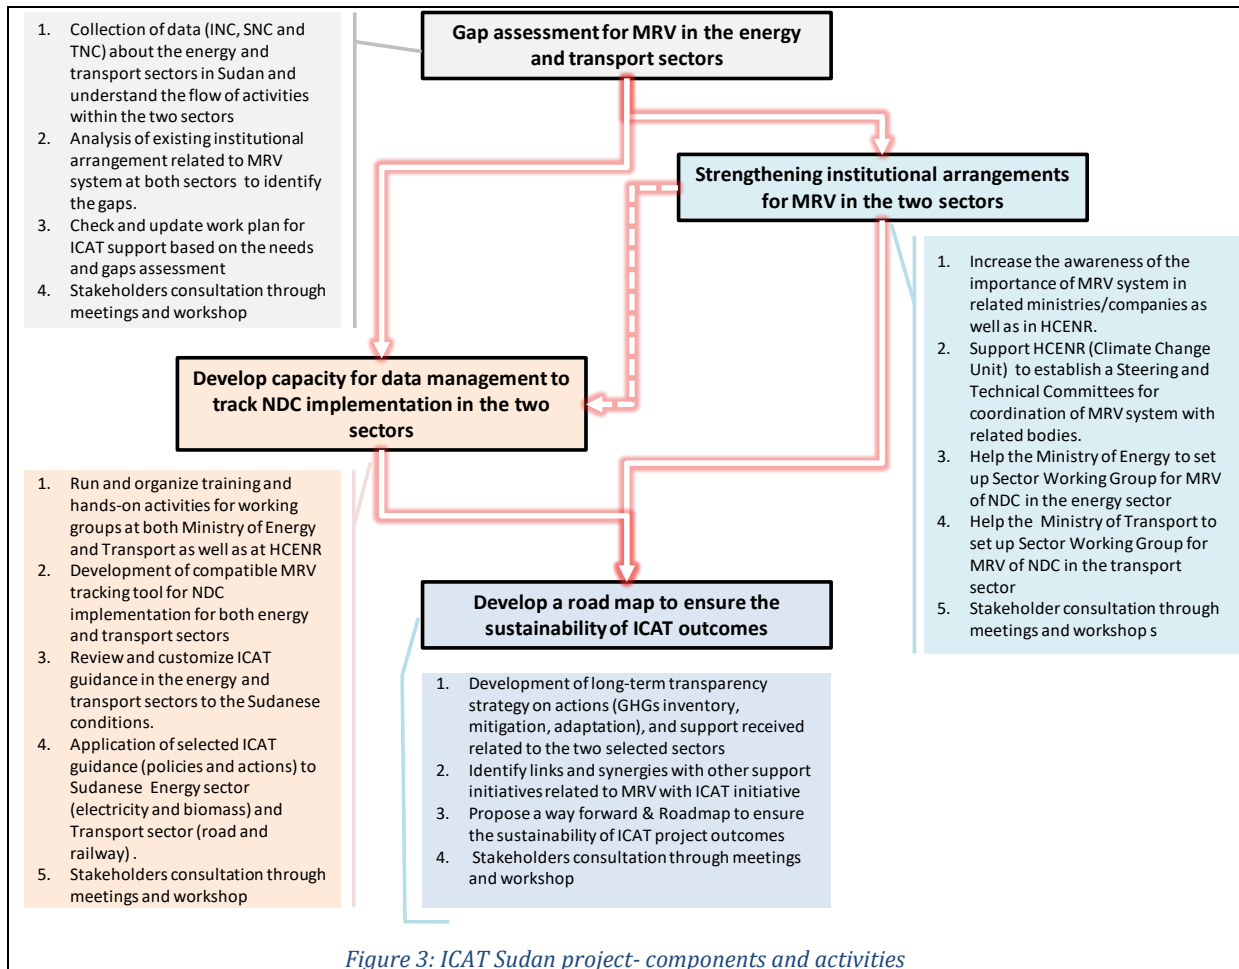 Gap assessment for MRV in the energy
and transport sectors
1. Collection of data (INC, SNC and
TNC) about the energy and
transport sectors in Sudan and
understand the flow of activities
within the two sectors
2. Analysis of existing institutional
arrangement related to MRV
system at both sectors to identify
the gaps.
3. Check and update work plan for
ICAT support based on the needs
and gaps assessment
4. Stakeholders consultation through
meetings and workshop
Strengthening institutional arrangements
for MRV in the two sectors
1. Increase the awareness of the
importance of MRV system in
related ministries/companies as
well as in HCENR.
2. Support HCENR (Climate Change
Unit) to establish a Steering and
Technical Committees for
coordination of MRV system with
related bodies.
3. Help the Ministry of Energy to set
up Sector Working Group for MRV
of NDC in the energy sector
4. Help the Ministry of Transport to
set up Sector Working Group for
MRV of NDC in the transport
sector
5. Stakeholder consultation through
meetings and workshop s
Develop capacity for data management to
track NDC implementation in the two
sectors
1. Run and organize training and
hands-on activities for working
groups at both Ministry of Energy
and Transport as well as at HCENR
2. Development of compatible MRV
tracking tool for NDC
implementation for both energy
and transport sectors
3. Review and customize ICAT
guidance in the energy and
transport sectors to the Sudanese
conditions.
4. Application of selected ICAT
guidance (policies and actions) to
Sudanese Energy sector
(electricity and biomass) and
Transport sector (road and
railway) .
5. Stakeholders consultation through
meetings and workshop
Develop a road map to ensure the
sustainability of ICAT outcomes
1. Development of long-term transparency
strategy on actions (GHGs inventory,
mitigation, adaptation), and support received
related to the two selected sectors
2. Identify links and synergies with other support
initiatives related to MRV with ICAT initiative
3. Propose a way forward & Roadmap to ensure
the sustainability of ICAT project outcomes
4. Stakeholders consultation through meetings
and workshop
Figure 3: ICAT Sudan project- components and activities